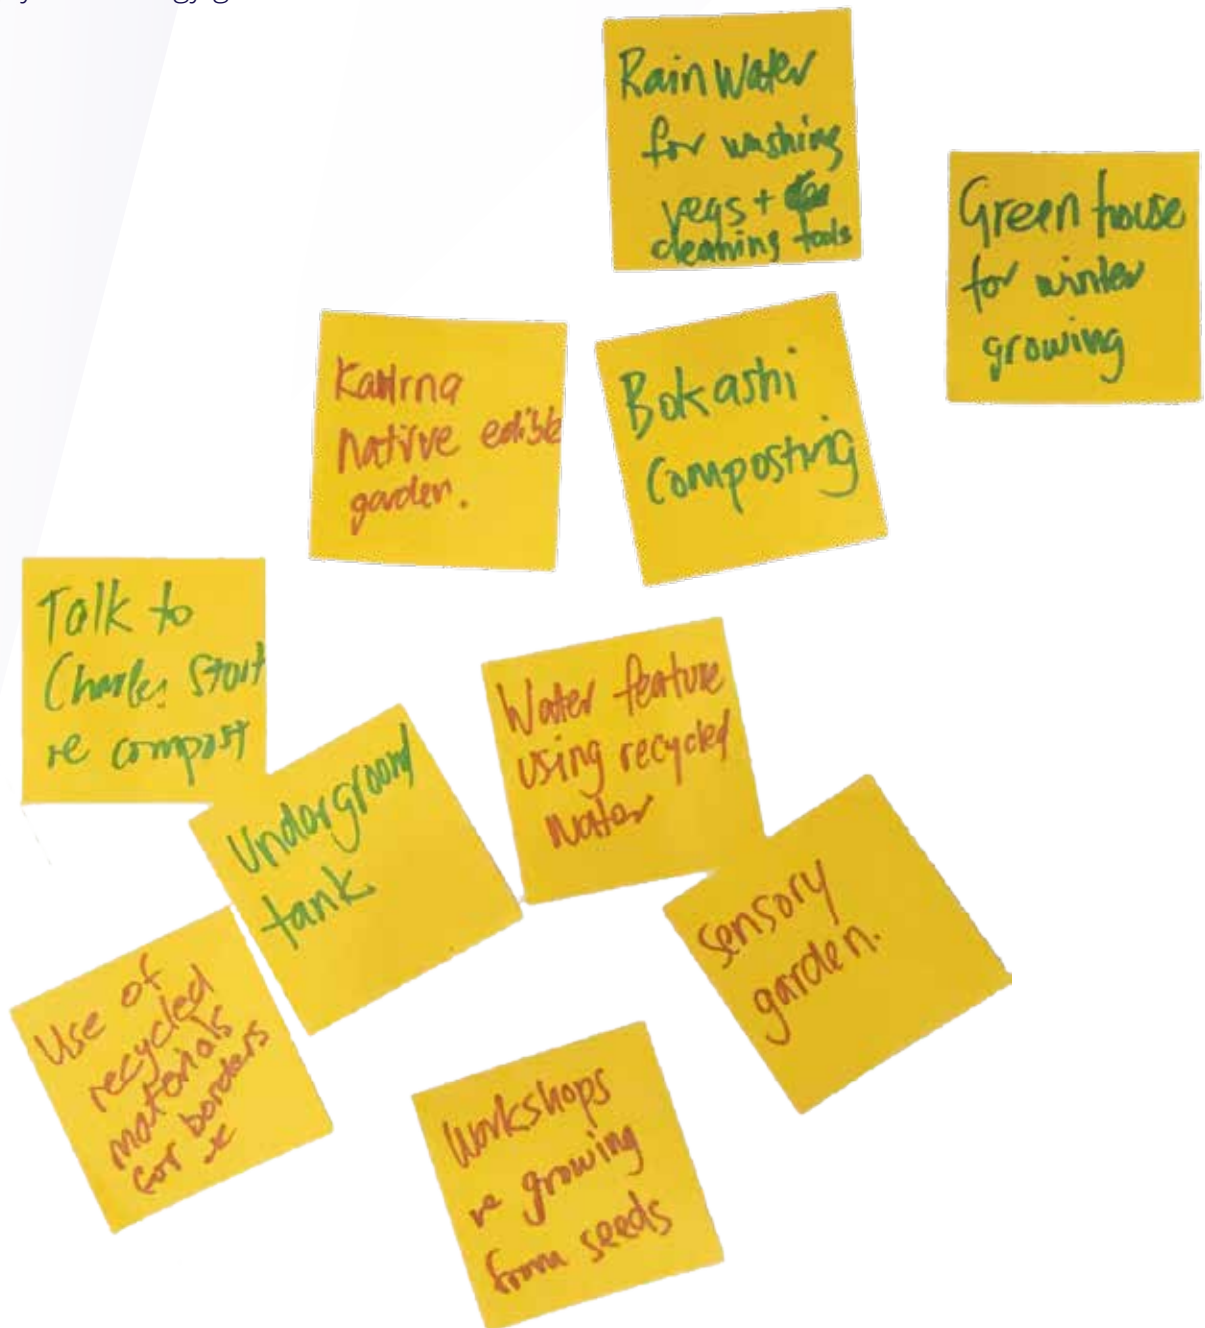 Rain Water
for washing
vegs +
cleaning tools
Green house
for winter
growing
Kaurna
native edible
garden.
Bokashi
Composting
Talk to
Charles Sturt
re compost
Water feature
using recycled
water
Underground
tank
Sensory
garden.
Use of
recycled
materials
for borders
Workshops
re growing
from seeds